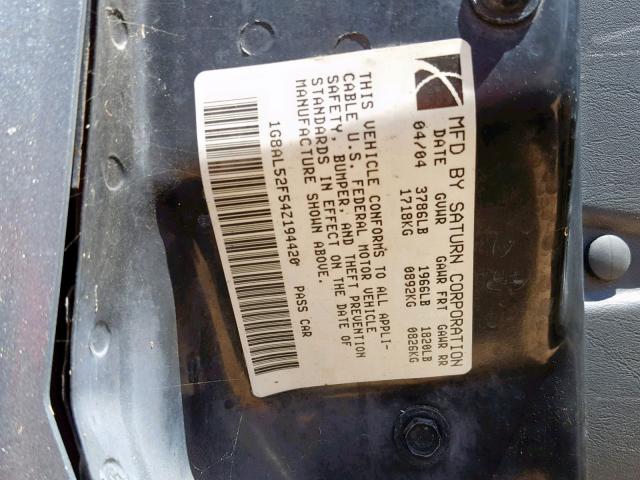 MFD BY SATURN CORPORATION
DATE GVWR GAWR FRT GAWR RR
04/04 3786LB 1966LB 1820LB
1718KG 0892KG 0826KG
THIS VEHICLE CONFORMS TO ALL APPLI-
CABLE U.S. FEDERAL MOTOR VEHICLE
SAFETY, BUMPER, AND THEFT PREVENTION
STANDARDS IN EFFECT ON THE DATE OF
MANUFACTURE SHOWN ABOVE.
1G8AL52F54Z194420 PASS CAR